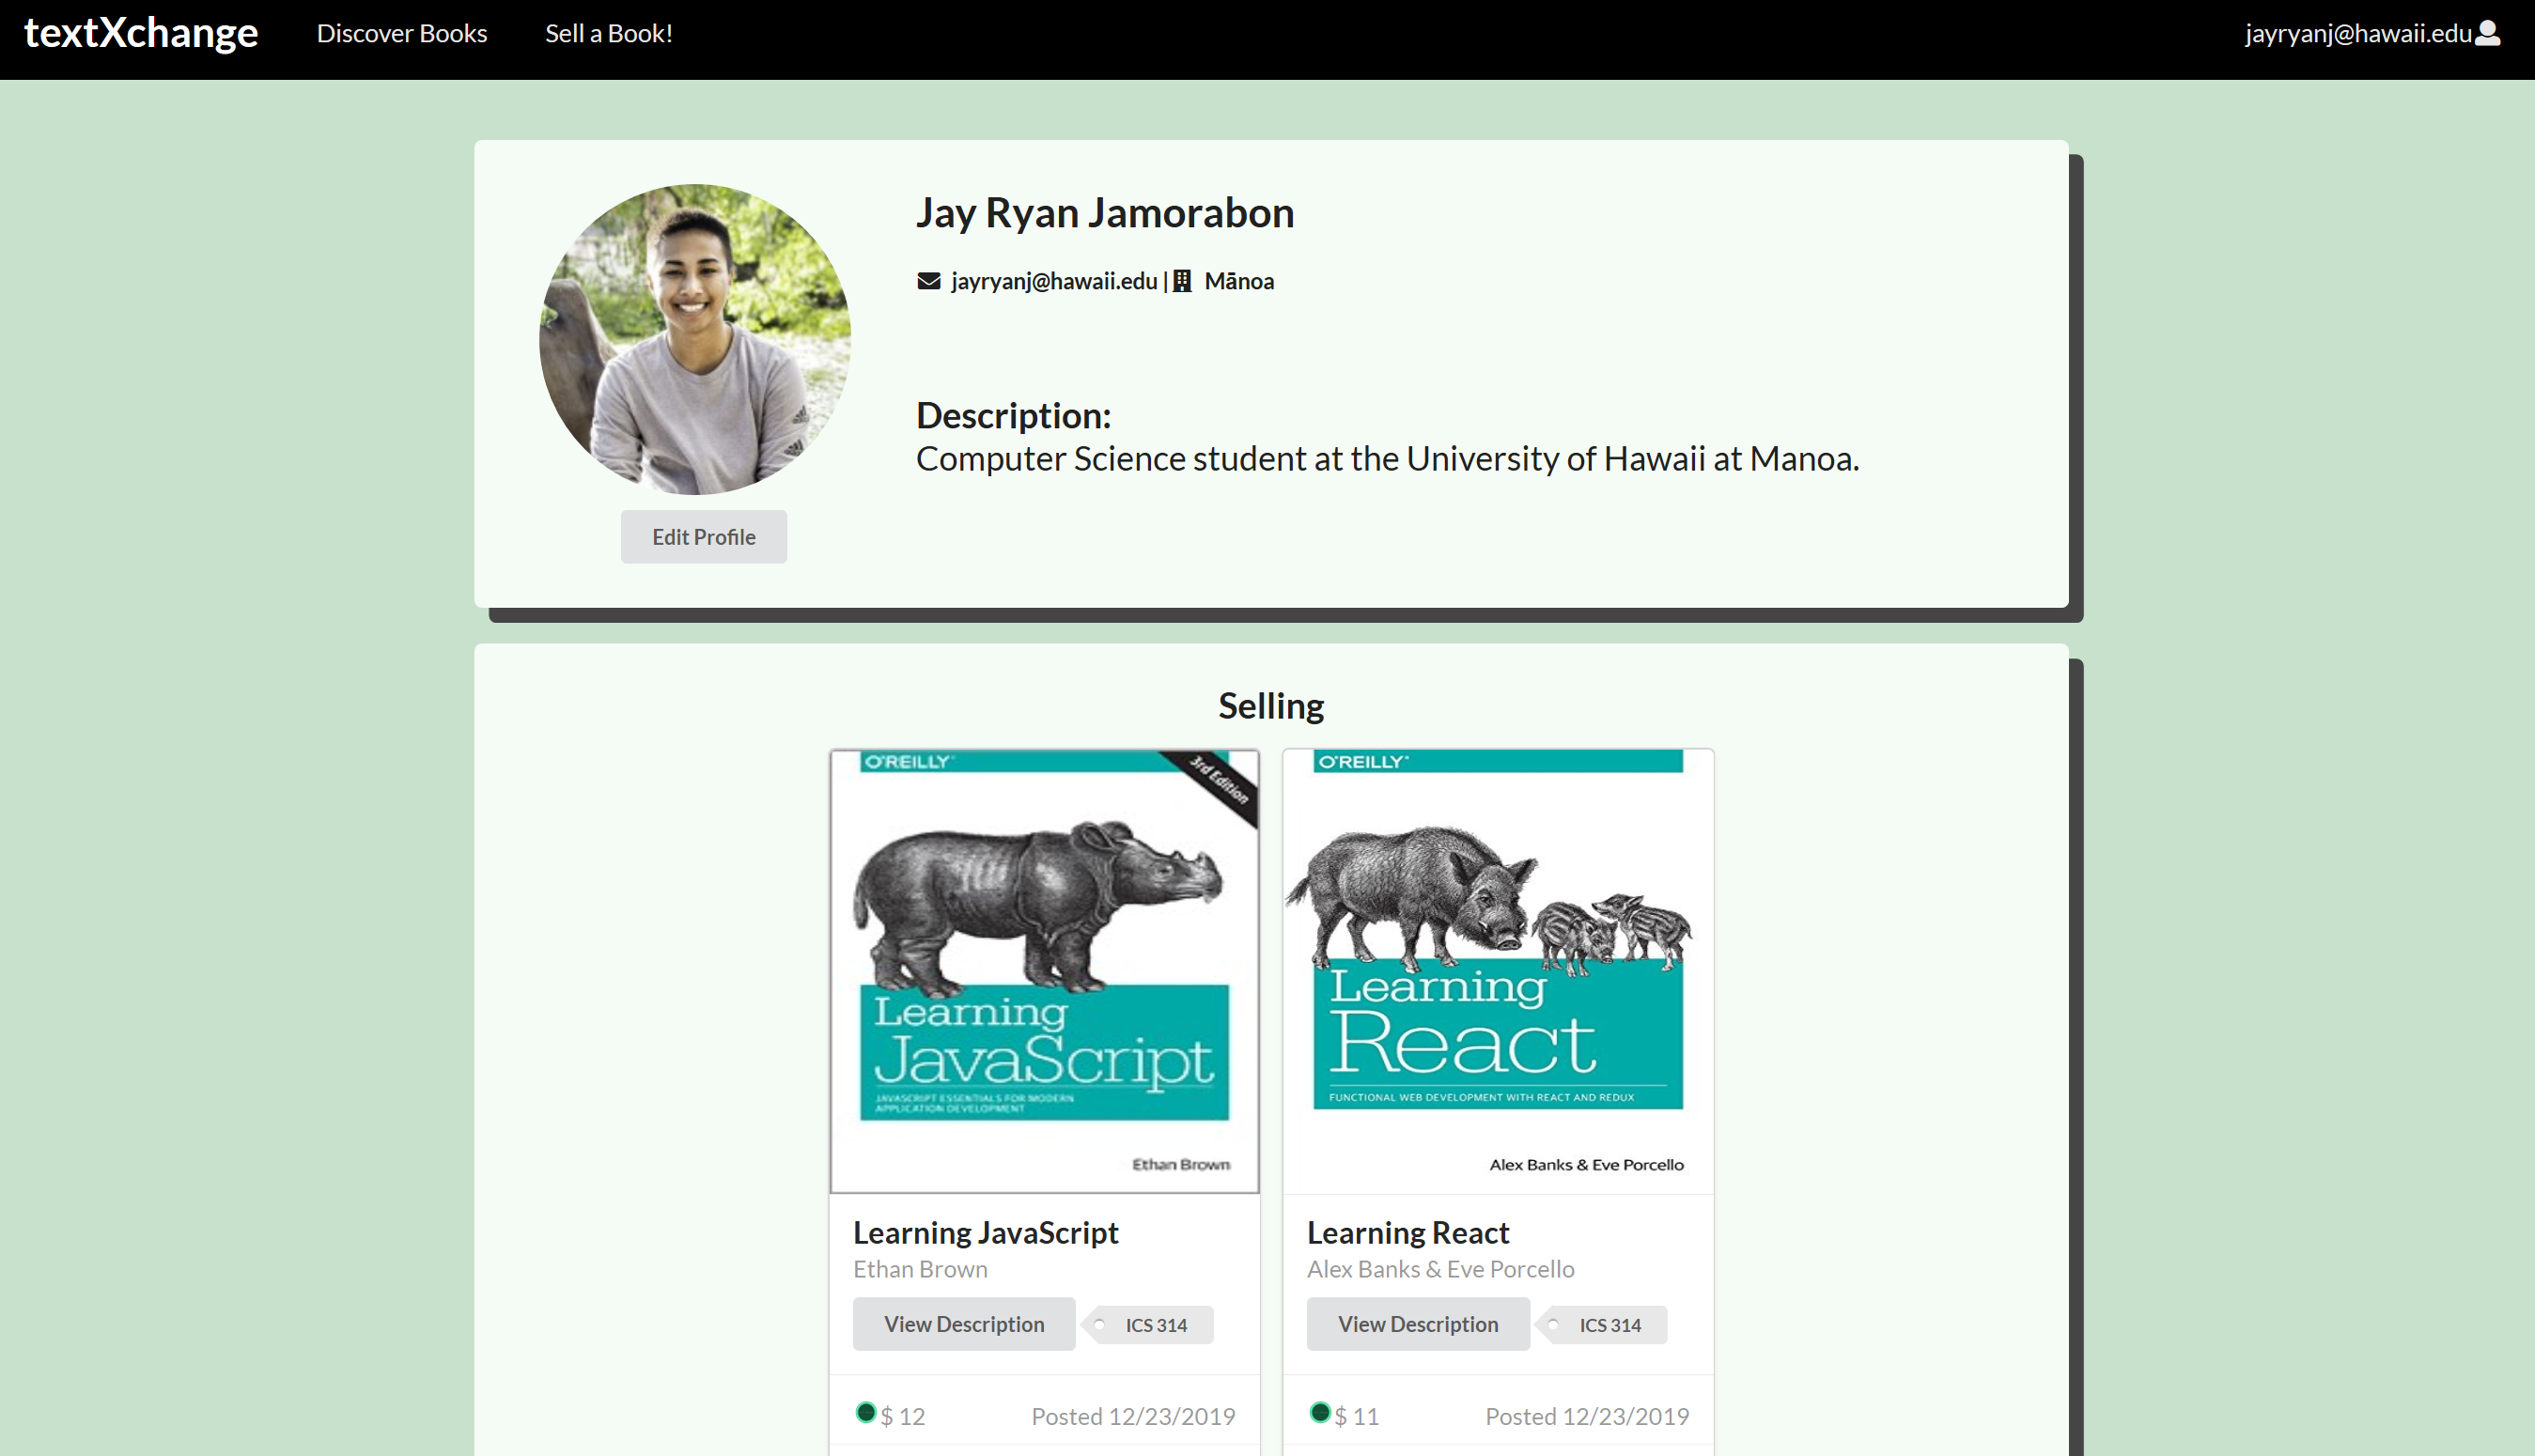 textXchange Discover Books Sell a Book! jayryanj@hawaii.edu
Jay Ryan Jamorabon
jayryanj@hawaii.edu | Mānoa
Description:
Computer Science student at the University of Hawaii at Manoa.
Edit Profile
Selling
O'REILLY®
3rd Edition
Learning
JavaScript
JAVASCRIPT ESSENTIALS FOR MODERN
APPLICATION DEVELOPMENT
Ethan Brown
Learning JavaScript
Ethan Brown
View Description ICS 314
$ 12 Posted 12/23/2019
O'REILLY®
Learning
React
FUNCTIONAL WEB DEVELOPMENT WITH REACT AND REDUX
Alex Banks & Eve Porcello
Learning React
Alex Banks & Eve Porcello
View Description ICS 314
$ 11 Posted 12/23/2019